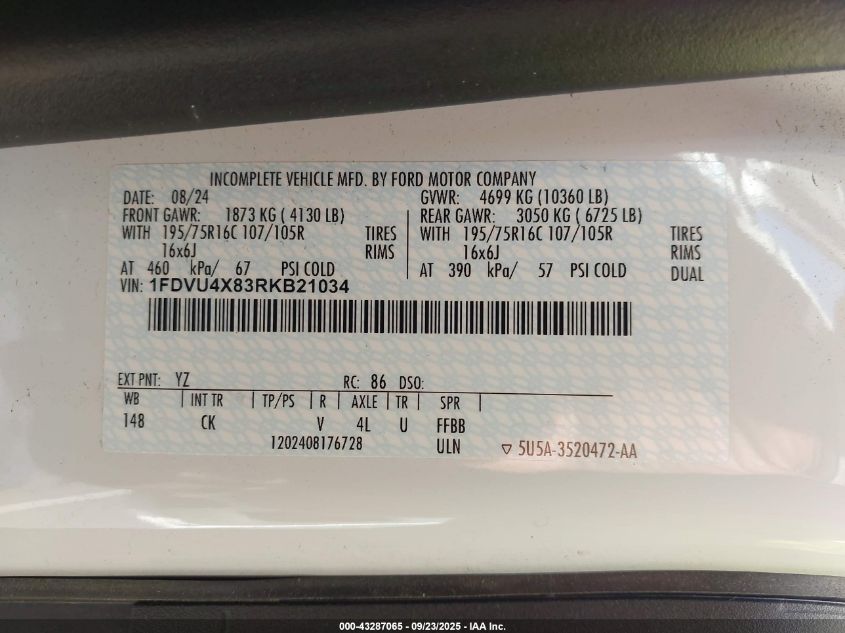 INCOMPLETE VEHICLE MFD. BY FORD MOTOR COMPANY
DATE: 08/24 GVWR: 4699 KG (10360 LB)
FRONT GAWR: 1873 KG ( 4130 LB) REAR GAWR: 3050 KG ( 6725 LB)
WITH 195/75R16C 107/105R TIRES WITH 195/75R16C 107/105R TIRES
16x6J RIMS 16x6J RIMS
AT 460 kPa/ 67 PSI COLD AT 390 kPa/ 57 PSI COLD DUAL
VIN: 1FDVU4X83RKB21034
EXT PNT: YZ RC: 86 DSO:
WB INT TR TP/PS R AXLE TR SPR
148 CK V 4L U FFBB
1202408176728 ULN 5U5A-3520472-AA
000-43287065 - 09/23/2025 - IAA Inc.